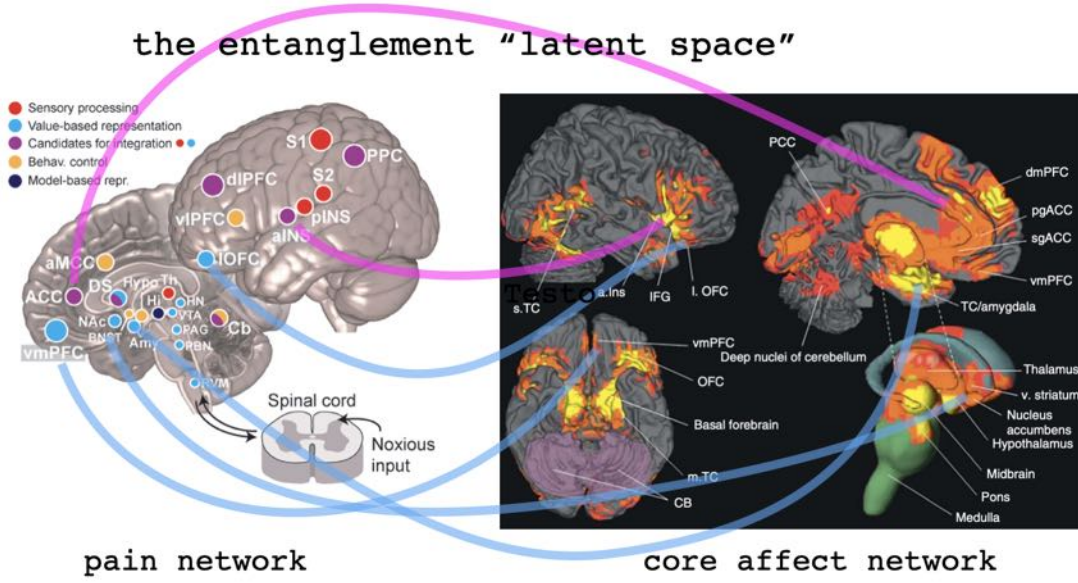 the entanglement “latent space”
Sensory processing
Value-based representation
Candidates for integration
Behav. control
Model-based repr.
S1
PPC
S2
dlPFC
pINS
vlPFC
aINS
lOFC
aMCC
DS
Hypo
Th
ACC
Hi
HN
VTA
NAc
Cb
PAG
BNST
Amy
PBN
vmPFC
RVM
Spinal cord
Noxious
input
PCC
dmPFC
pgACC
sgACC
vmPFC
TC/amygdala
Testo
s.TC
a.Ins
IFG
l. OFC
Deep nuclei of cerebellum
vmPFC
OFC
Basal forebrain
m.TC
CB
Thalamus
v. striatum
Nucleus
accumbens
Hypothalamus
Midbrain
Pons
Medulla
pain network
core affect network